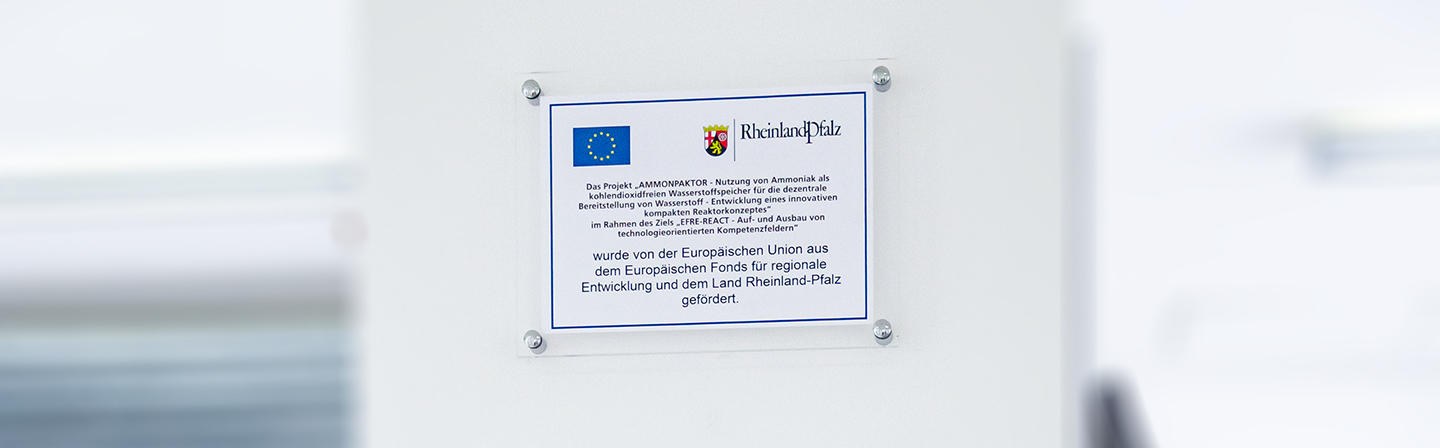 RheinlandPfalz
Das Projekt „AMMONPAKTOR - Nutzung von Ammoniak als
kohlendioxidfreien Wasserstoffspeicher für die dezentrale
Bereitstellung von Wasserstoff - Entwicklung eines innovativen
kompakten Reaktorkonzeptes“
im Rahmen des Ziels „EFRE-REACT - Auf- und Ausbau von
technologieorientierten Kompetenzfeldern“
wurde von der Europäischen Union aus
dem Europäischen Fonds für regionale
Entwicklung und dem Land Rheinland-Pfalz
gefördert.